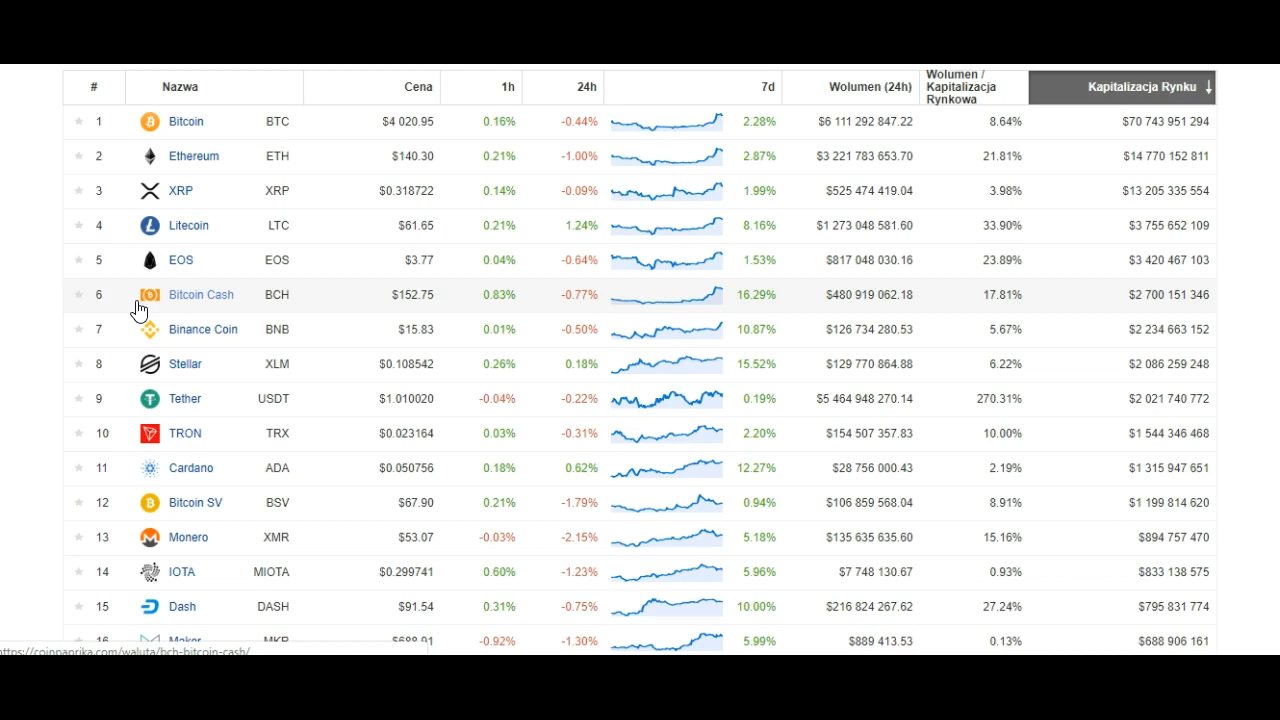 # Nazwa Cena 1h 24h 7d Wolumen (24h) Wolumen / Kapitalizacja Rynkowa Kapitalizacja Rynku ↓
1 Bitcoin BTC $4 020.95 0.16% -0.44% 2.28% $6 111 292 847.22 8.64% $70 743 951 294
2 Ethereum ETH $140.30 0.21% -1.00% 2.87% $3 221 783 653.70 21.81% $14 770 152 811
3 XRP XRP $0.318722 0.14% -0.09% 1.99% $525 474 419.04 3.98% $13 205 335 554
4 Litecoin LTC $61.65 0.21% 1.24% 8.16% $1 273 048 581.60 33.90% $3 755 652 109
5 EOS EOS $3.77 0.04% -0.64% 1.53% $817 048 030.16 23.89% $3 420 467 103
6 Bitcoin Cash BCH $152.75 0.83% -0.77% 16.29% $480 919 062.18 17.81% $2 700 151 346
7 Binance Coin BNB $15.83 0.01% -0.50% 10.87% $126 734 280.53 5.67% $2 234 663 152
8 Stellar XLM $0.108542 0.26% 0.18% 15.52% $129 770 864.88 6.22% $2 086 259 248
9 Tether USDT $1.010020 -0.04% -0.22% 0.19% $5 464 948 270.14 270.31% $2 021 740 772
10 TRON TRX $0.023164 0.03% -0.31% 2.20% $154 507 357.83 10.00% $1 544 346 468
11 Cardano ADA $0.050756 0.18% 0.62% 12.27% $28 756 000.43 2.19% $1 315 947 651
12 Bitcoin SV BSV $67.90 0.21% -1.79% 0.94% $106 859 568.04 8.91% $1 199 814 620
13 Monero XMR $53.07 -0.03% -2.15% 5.18% $135 635 635.60 15.16% $894 757 470
14 IOTA MIOTA $0.299741 0.60% -1.23% 5.96% $7 748 130.67 0.93% $833 138 575
15 Dash DASH $91.54 0.31% -0.75% 10.00% $216 824 267.62 27.24% $795 831 774
16 Maker MKR $688.91 -0.92% -1.30% 5.99% $889 413.53 0.13% $688 906 161
https://coinpaprika.com/waluta/bch-bitcoin-cash/